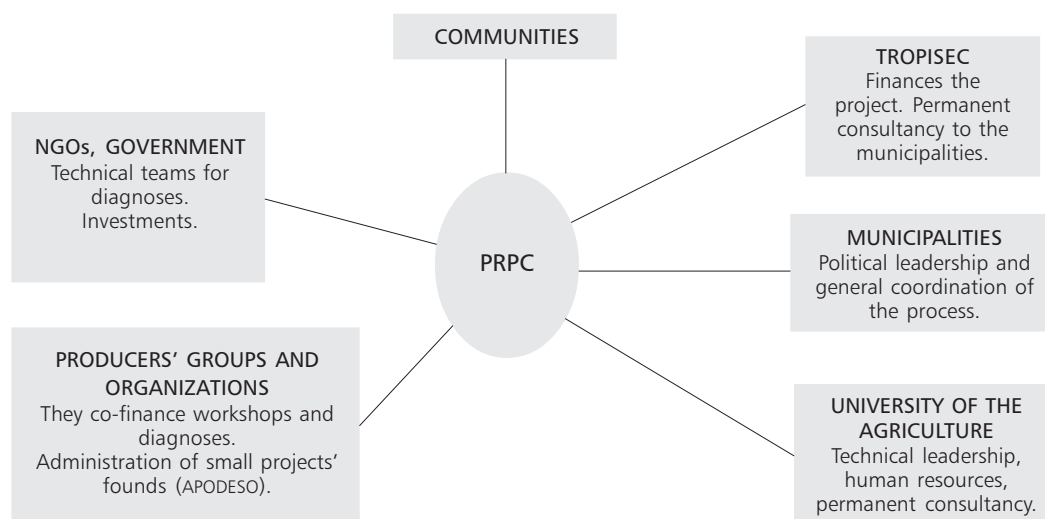 COMMUNITIES
TROPISEC
Finances the
project. Permanent
consultancy to the
municipalities.
NGOs, GOVERNMENT
Technical teams for
diagnoses.
Investments.
PRPC
MUNICIPALITIES
Political leadership and
general coordination of
the process.
PRODUCERS’ GROUPS AND
ORGANIZATIONS
They co-finance workshops and
diagnoses.
Administration of small projects’
founds (APODESO).
UNIVERSITY OF THE
AGRICULTURE
Technical leadership,
human resources,
permanent consultancy.